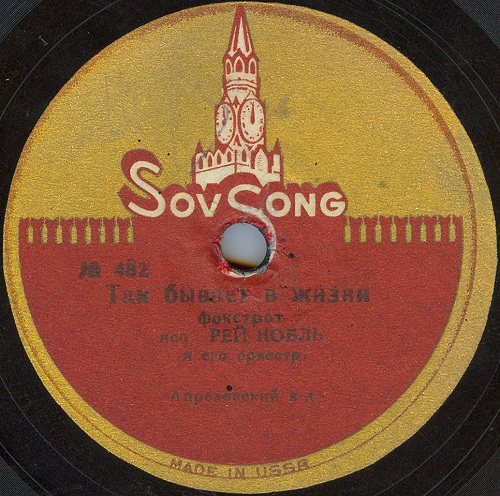 SOVSONG
№ 482
Так бывает в жизни
фокстрот
исп РЕЙ НОБЛЬ
и его оркестр.
Апрелевский з-д
MADE IN USSR